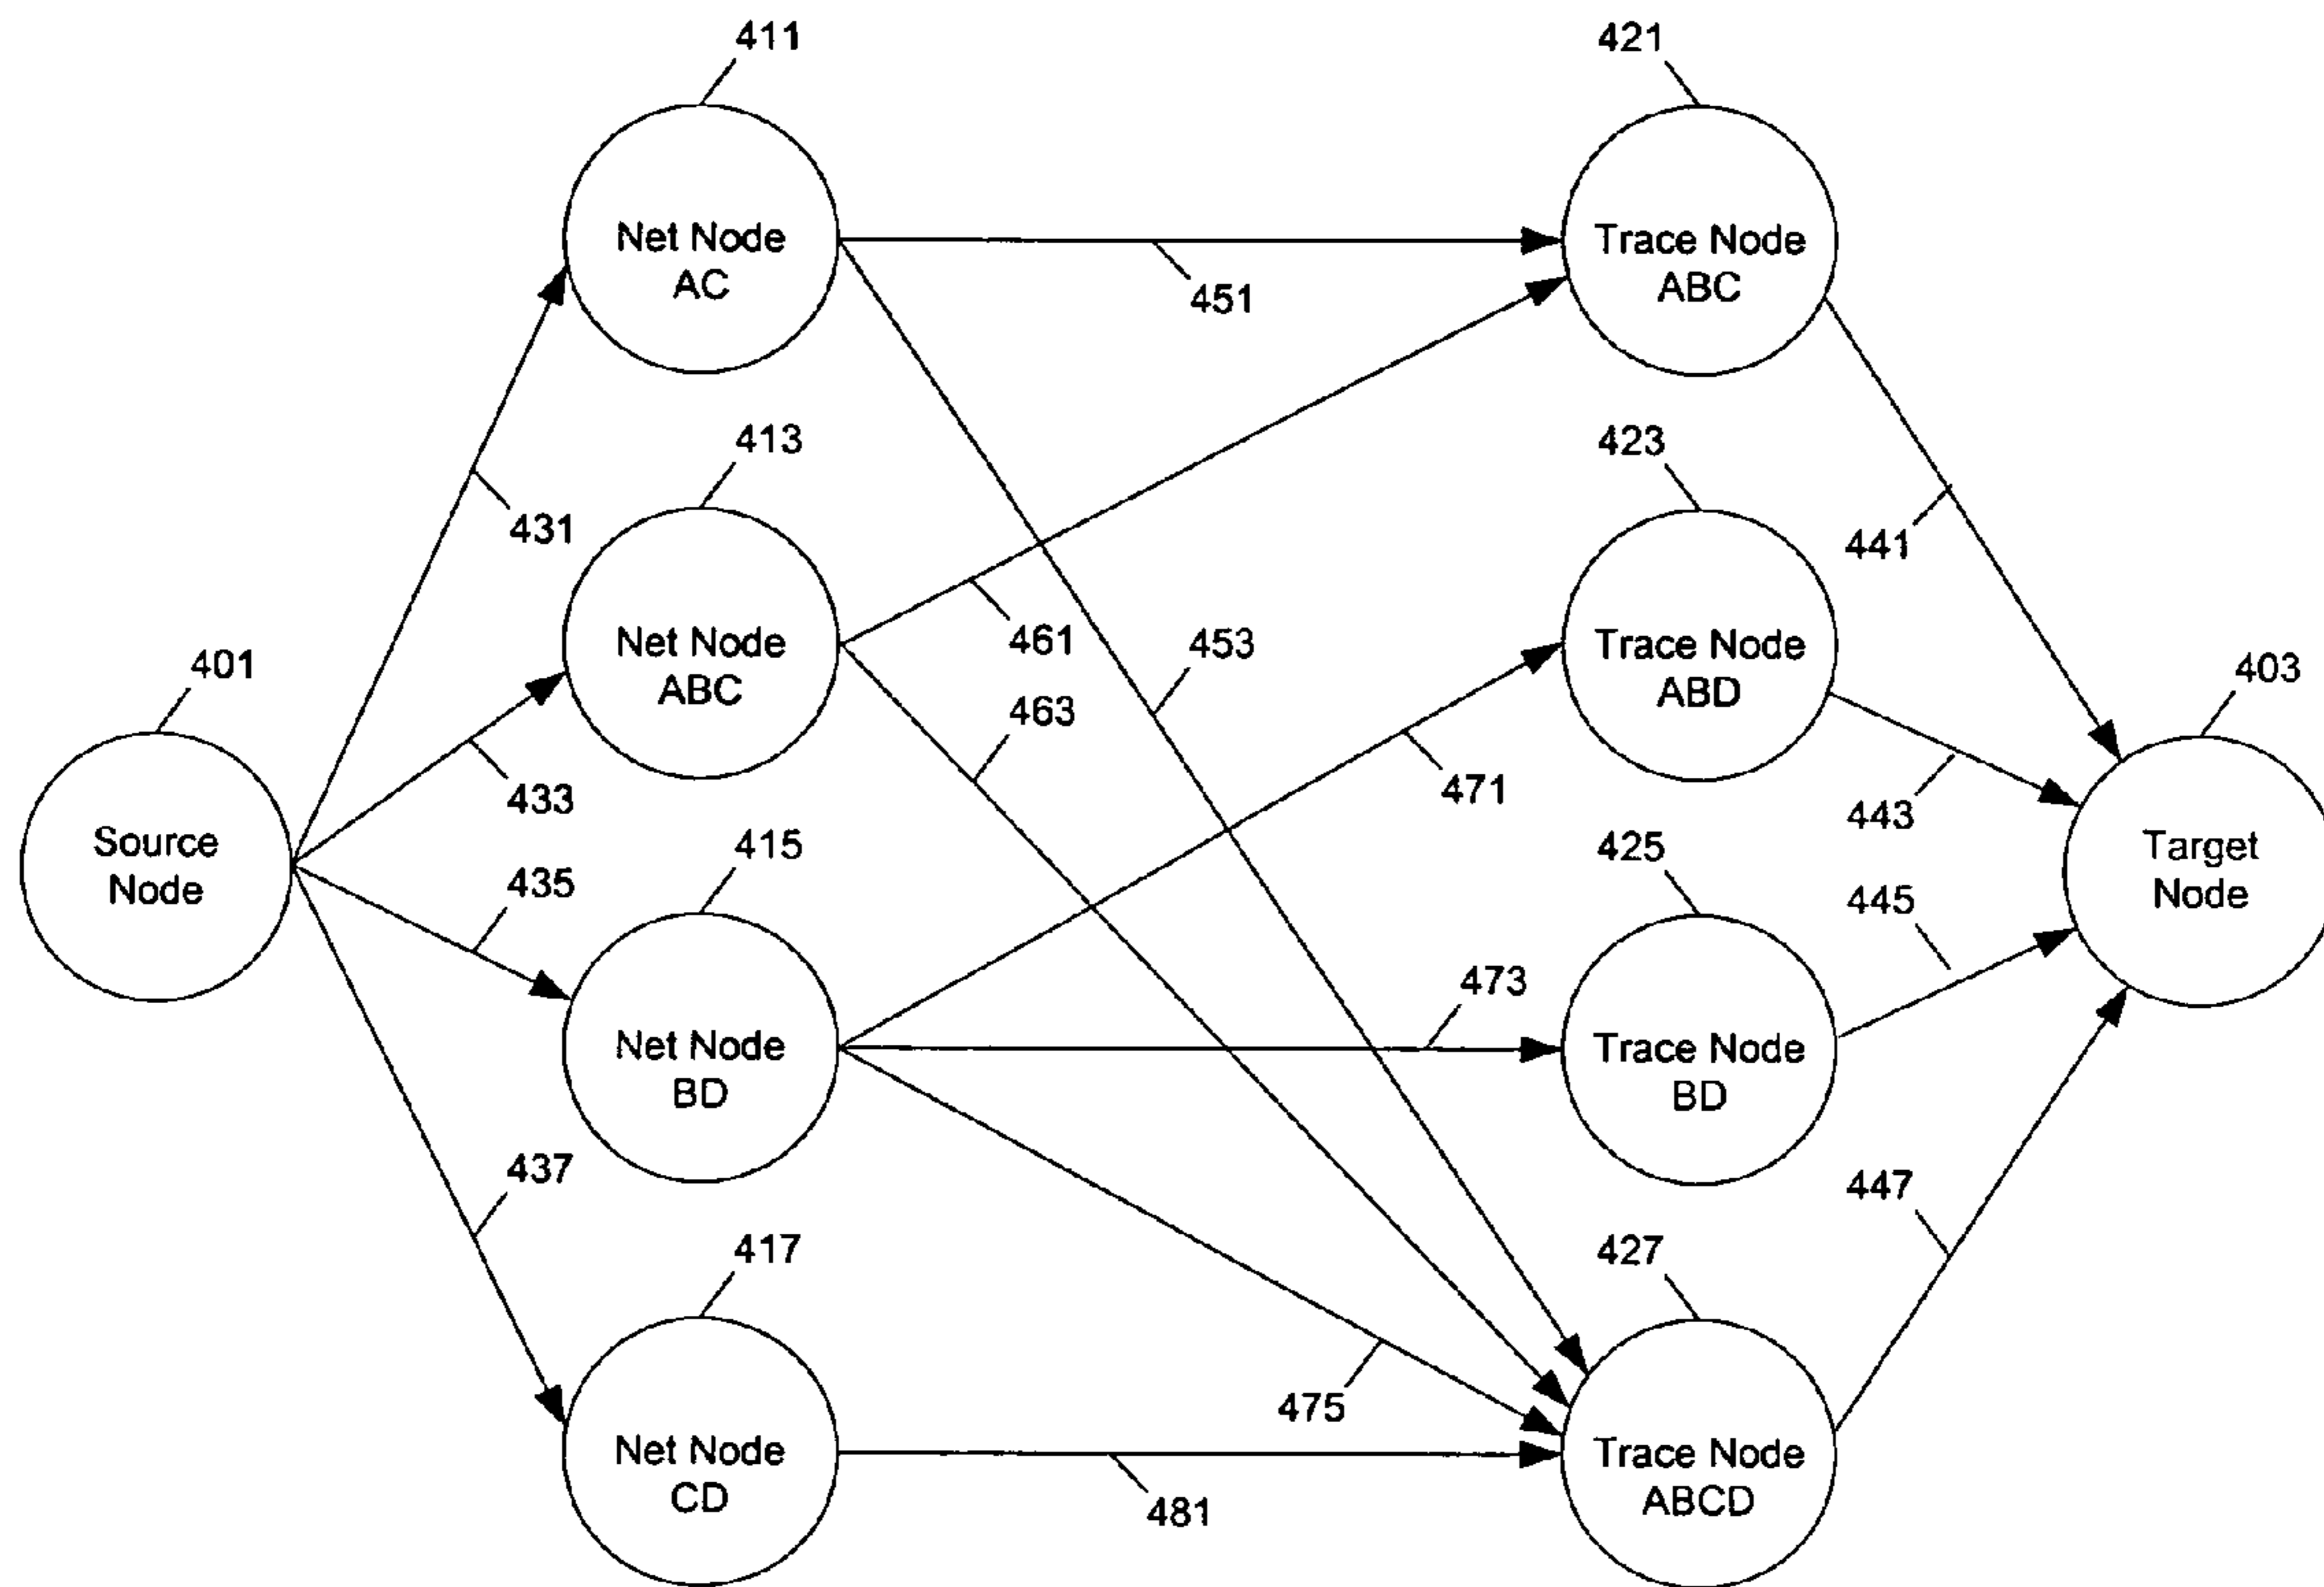 411
421
Net Node
AC
Trace Node
ABC
451
431
413
423
441
461
453
463
Net Node
ABC
Trace Node
ABD
401
403
433
471
443
Source
Node
435
415
425
445
Target
Node
473
Net Node
BD
Trace Node
BD
437
447
417
427
475
Net Node
CD
Trace Node
ABCD
481